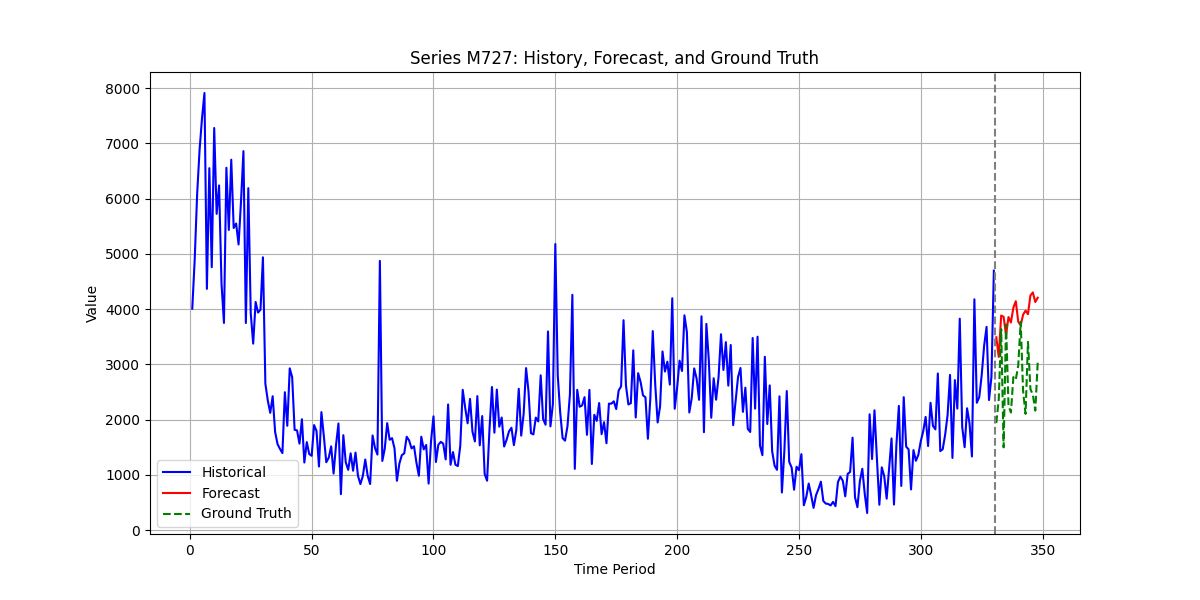 Series M727: History, Forecast, and Ground Truth
8000
7000
6000
5000
4000
3000
2000
1000
0
Value
Historical
Forecast
Ground Truth
0
50
100
150
200
250
300
350
Time Period